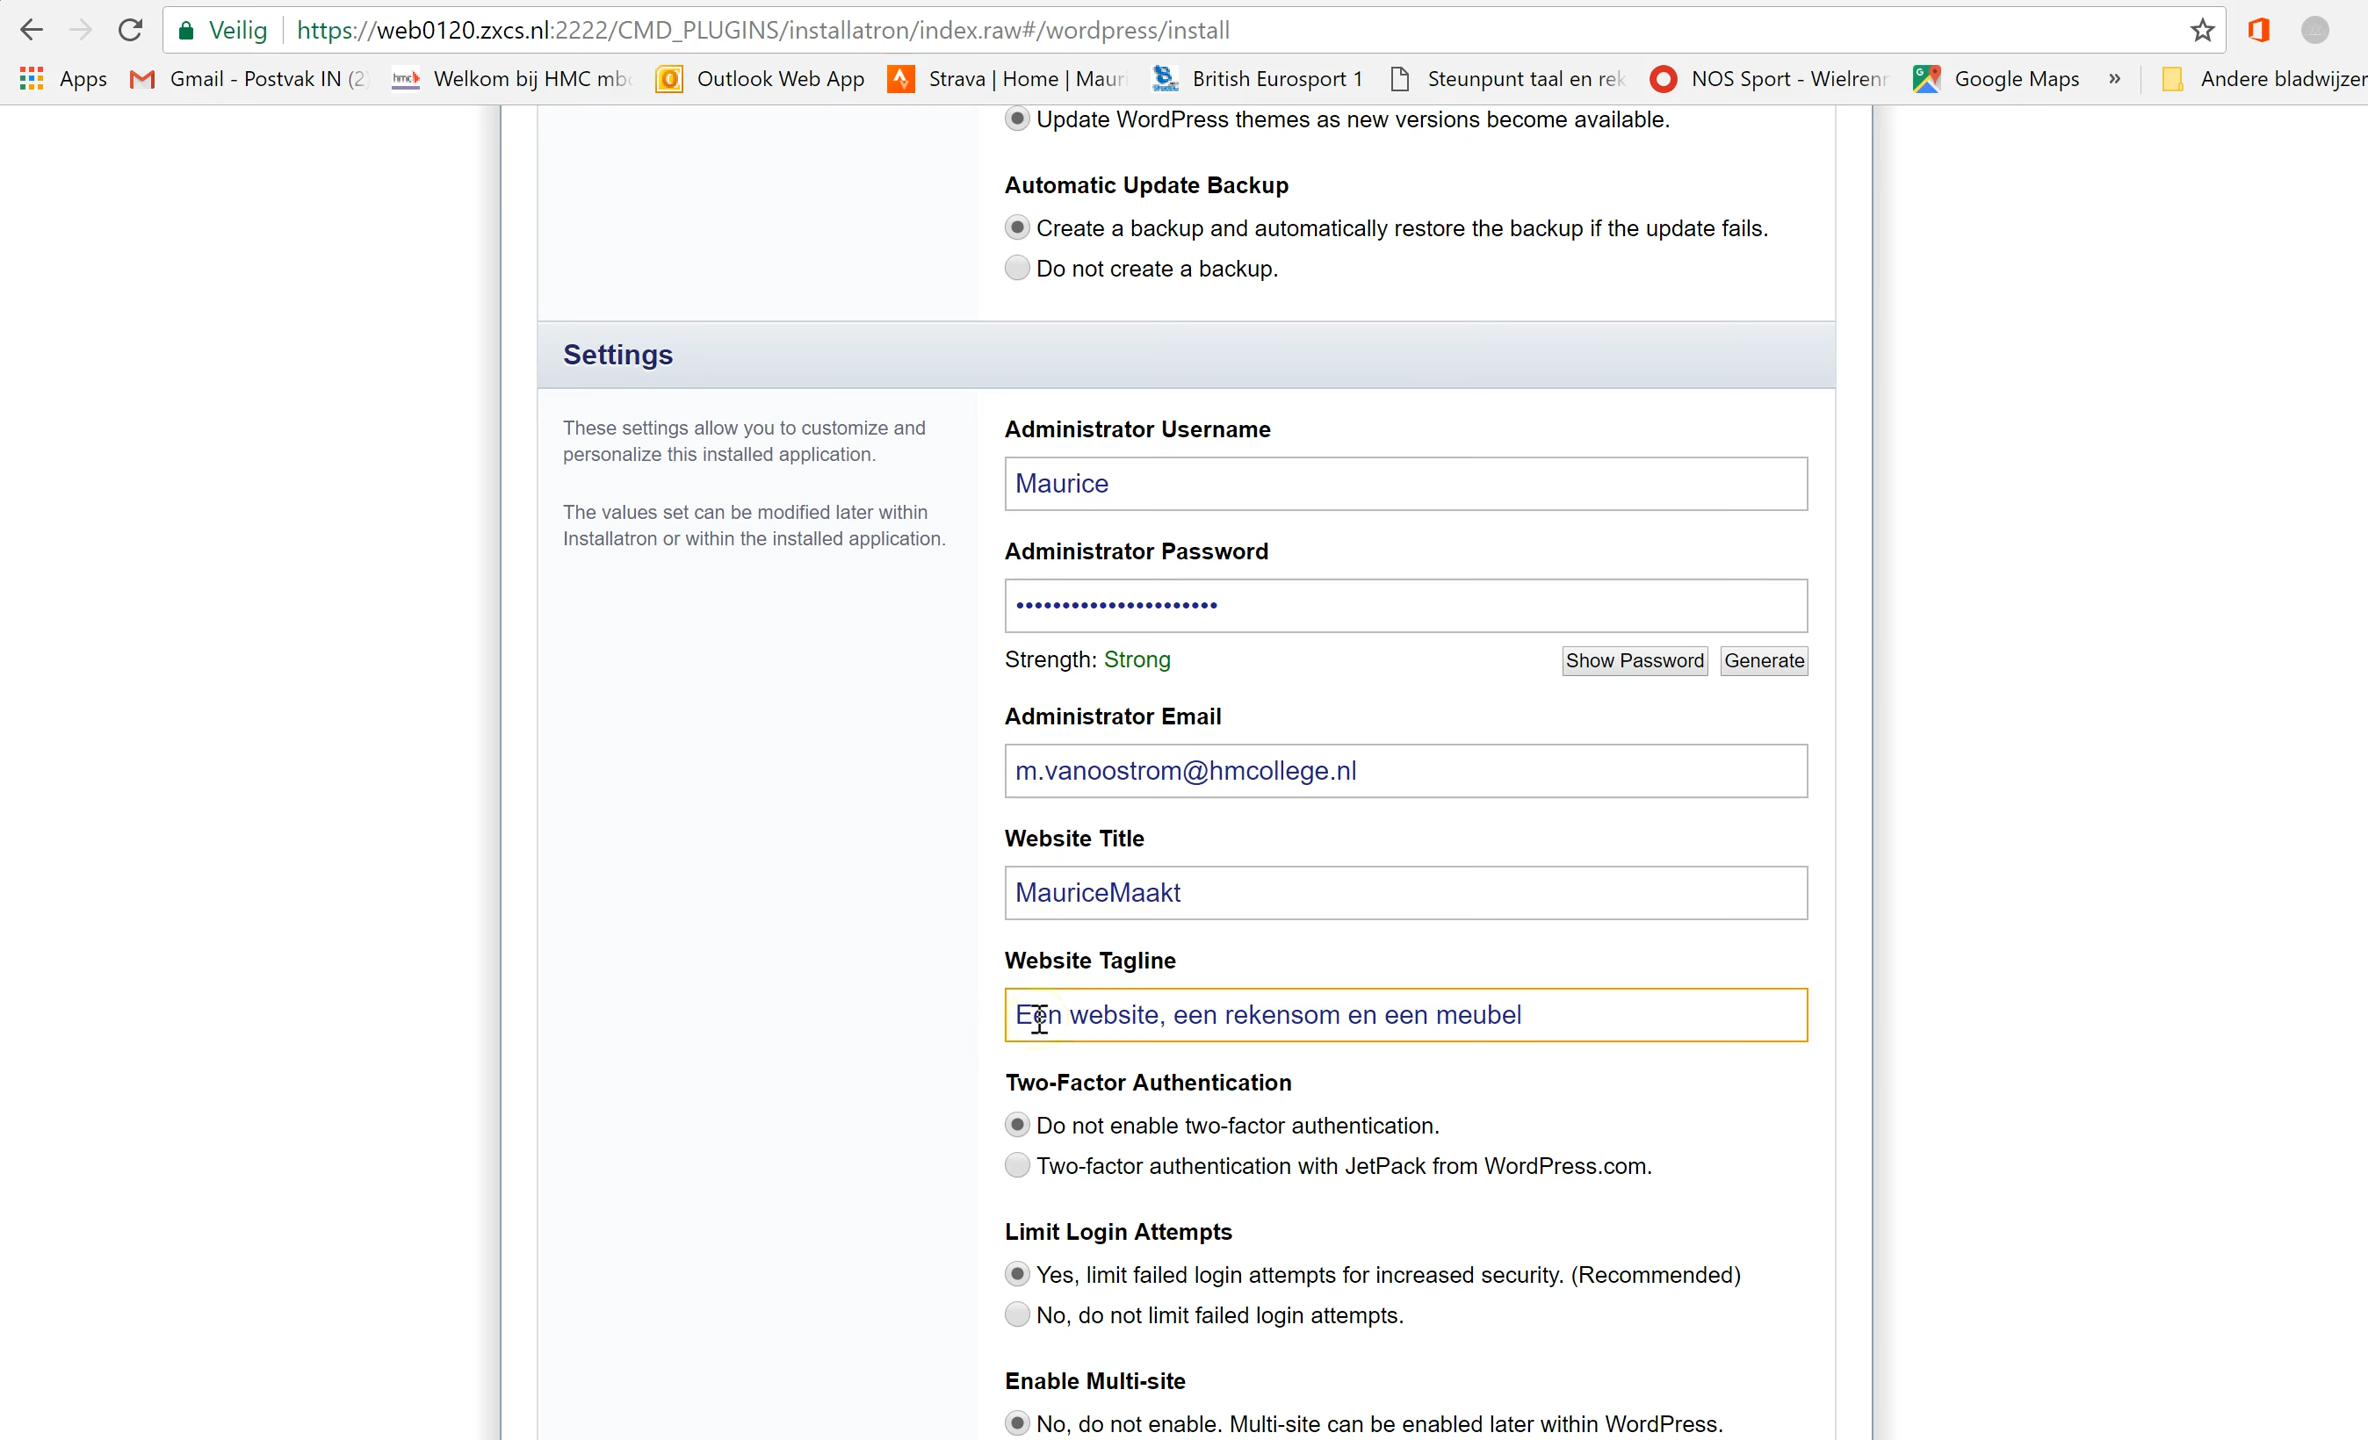 Veilig https://web0120.zxcs.nl:2222/CMD_PLUGINS/installatron/index.raw#/wordpress/install
Apps Gmail - Postvak IN (2) Welkom bij HMC mb Outlook Web App Strava | Home | Maur British Eurosport 1 Steunpunt taal en rek NOS Sport - Wielren Google Maps » Andere bladwijzer
Update WordPress themes as new versions become available.
Automatic Update Backup
Create a backup and automatically restore the backup if the update fails.
Do not create a backup.
Settings
These settings allow you to customize and
personalize this installed application.
The values set can be modified later within
Installatron or within the installed application.
Administrator Username
Maurice
Administrator Password
••••••••••••••••••••••
Strength: Strong Show Password Generate
Administrator Email
m.vanoostrom@hmcollege.nl
Website Title
MauriceMaakt
Website Tagline
Een website, een rekensom en een meubel
Two-Factor Authentication
Do not enable two-factor authentication.
Two-factor authentication with JetPack from WordPress.com.
Limit Login Attempts
Yes, limit failed login attempts for increased security. (Recommended)
No, do not limit failed login attempts.
Enable Multi-site
No, do not enable. Multi-site can be enabled later within WordPress.